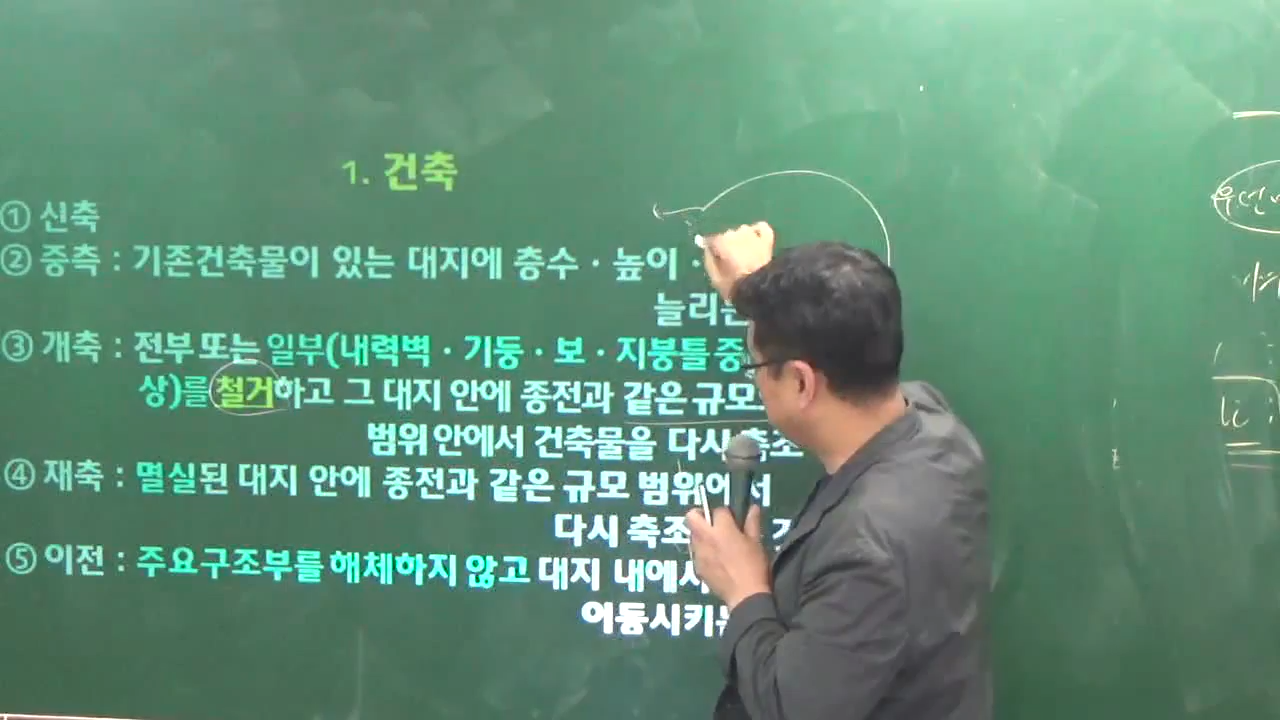 1. 건축
① 신축
② 증축 : 기존건축물이 있는 대지에 층수 · 높이 ·
늘리는
③ 개축 : 전부 또는 일부(내력벽 · 기둥 · 보 · 지붕틀 중
상)를 철거하고 그 대지 안에 종전과 같은 규모
범위 안에서 건축물을 다시 축조
④ 재축 : 멸실된 대지 안에 종전과 같은 규모 범위에서
다시 축조
⑤ 이전 : 주요구조부를 해체하지 않고 대지 내에서
이동시키는